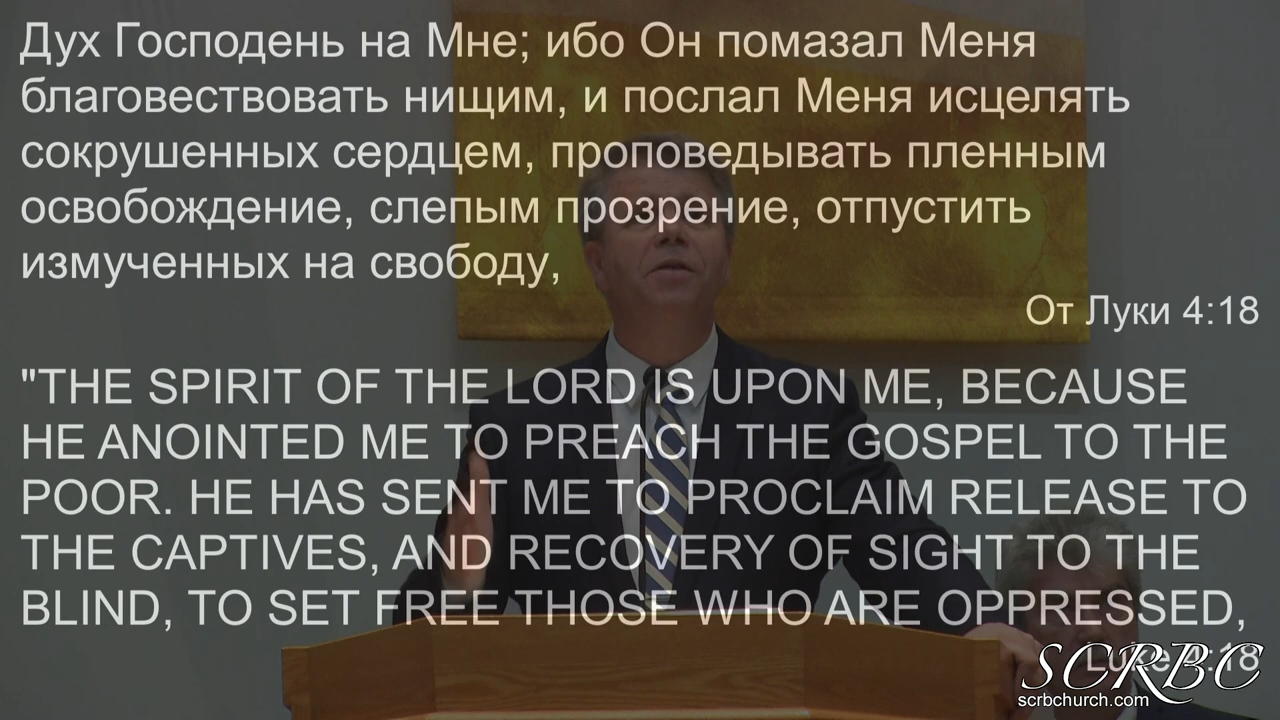 Дух Господень на Мне; ибо Он помазал Меня
благовествовать нищим, и послал Меня исцелять
сокрушенных сердцем, проповедывать пленным
освобождение, слепым прозрение, отпустить
измученных на свободу,
От Луки 4:18
"THE SPIRIT OF THE LORD IS UPON ME, BECAUSE
HE ANOINTED ME TO PREACH THE GOSPEL TO THE
POOR. HE HAS SENT ME TO PROCLAIM RELEASE TO
THE CAPTIVES, AND RECOVERY OF SIGHT TO THE
BLIND, TO SET FREE THOSE WHO ARE OPPRESSED,
Luke 4:18
SCRBC
scrbchurch.com